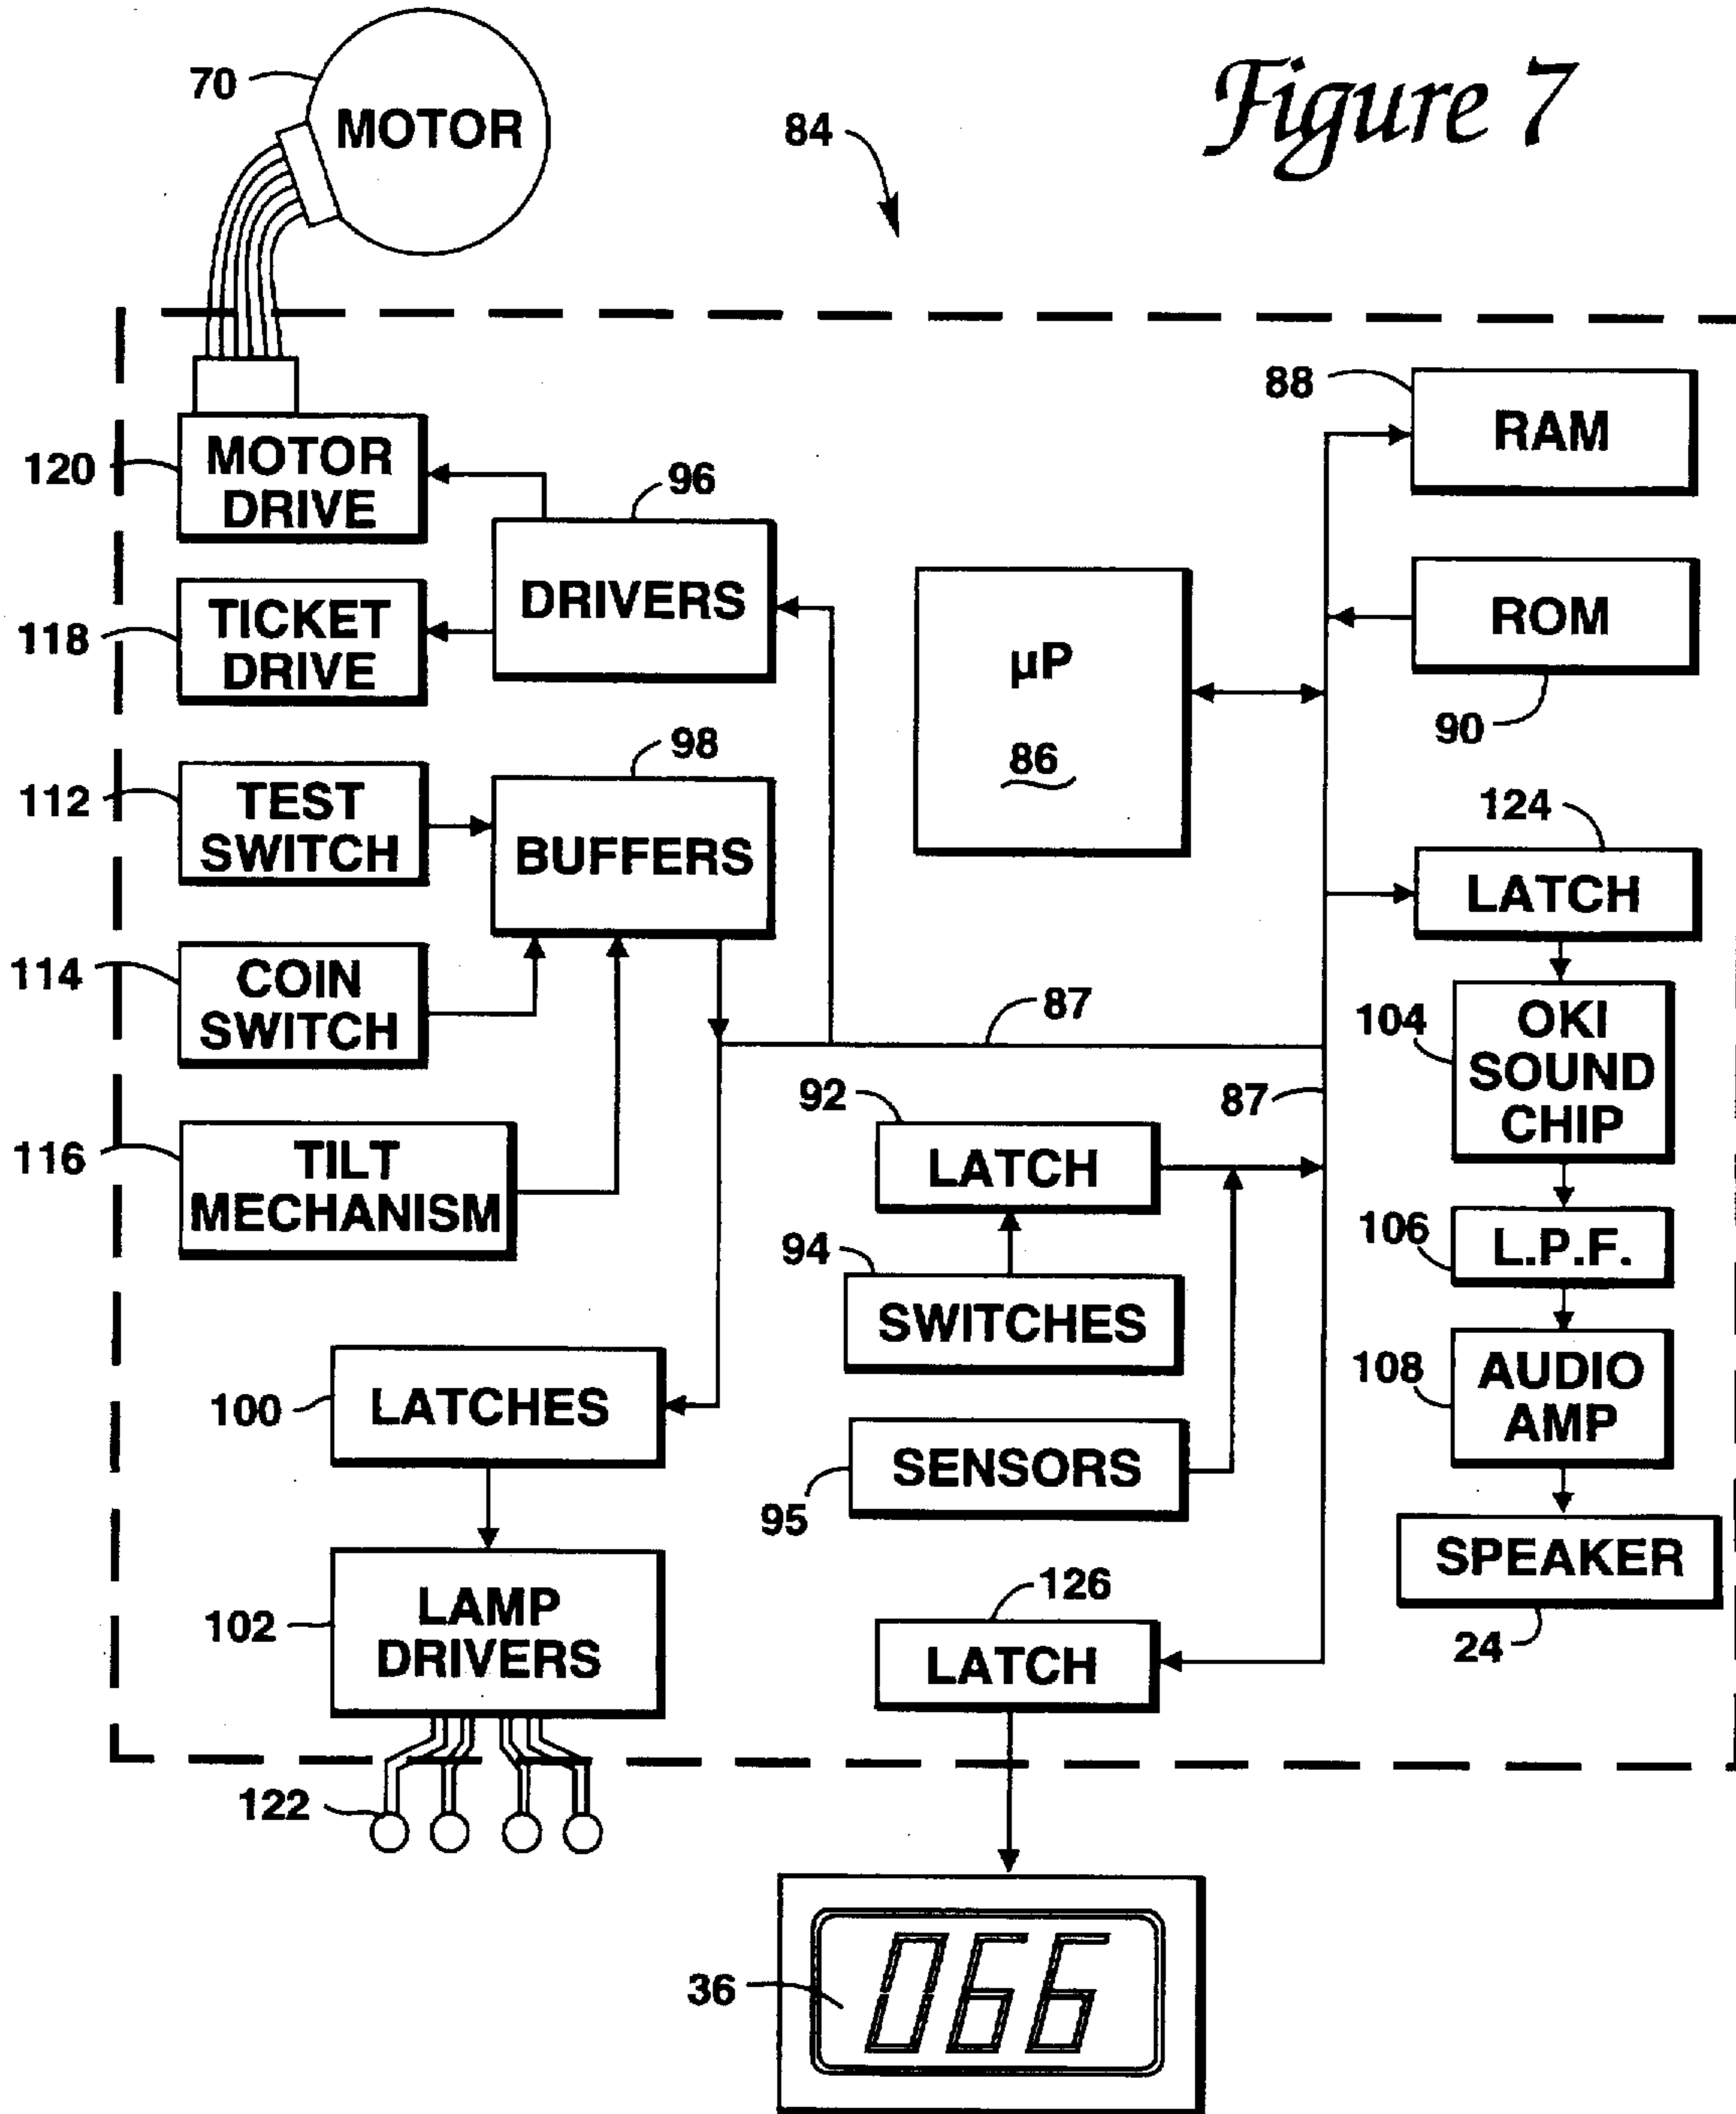 Figure 7
70
MOTOR
84
88
RAM
120
MOTOR
DRIVE
96
DRIVERS
ROM
90
118
TICKET
DRIVE
µP
86
98
112
TEST
SWITCH
BUFFERS
124
LATCH
114
COIN
SWITCH
87
104
OKI
SOUND
CHIP
92
LATCH
87
116
TILT
MECHANISM
106
L.P.F.
94
SWITCHES
108
AUDIO
AMP
100
LATCHES
SENSORS
95
SPEAKER
24
102
LAMP
DRIVERS
126
LATCH
122
36
066